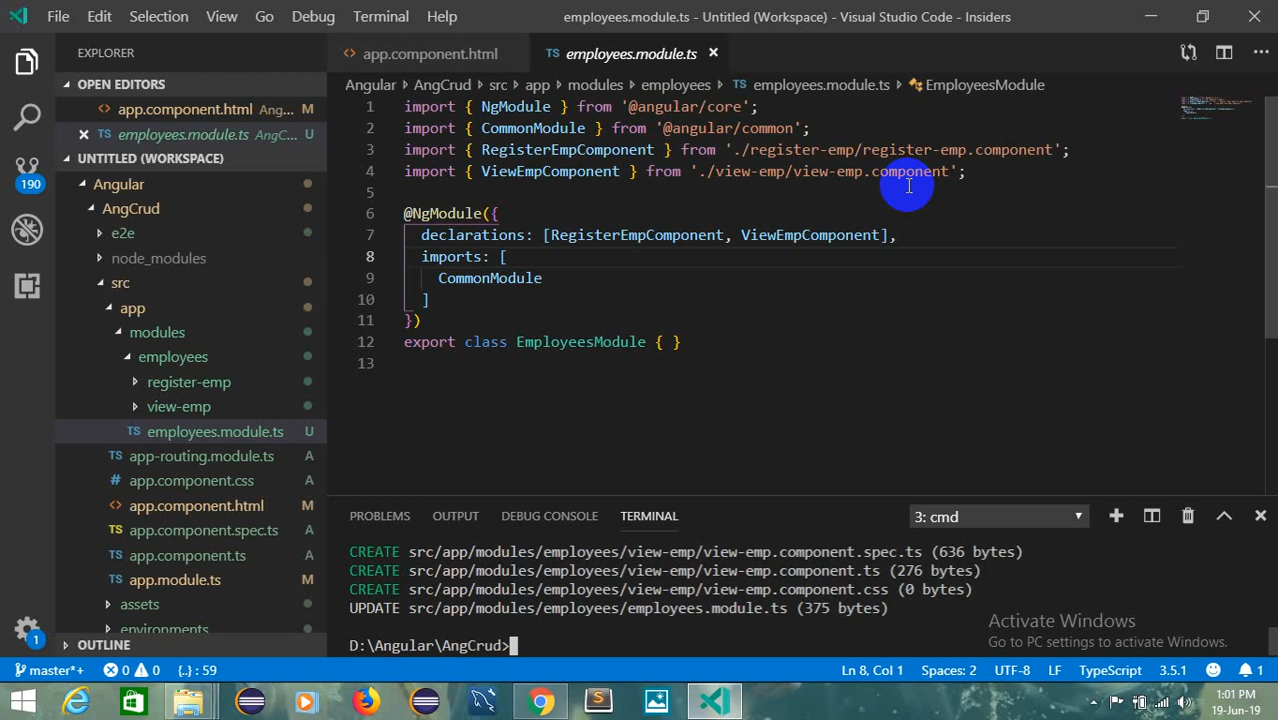 File Edit Selection View Go Debug Terminal Help employees.module.ts - Untitled (Workspace) - Visual Studio Code - Insiders
EXPLORER
OPEN EDITORS
app.component.html Ang... M
employees.module.ts AngC... U
UNTITLED (WORKSPACE)
Angular
AngCrud
e2e
node_modules
src
app
modules
employees
register-emp
view-emp
TS employees.module.ts U
app-routing.module.ts A
app.component.css A
app.component.html M
app.component.spec.ts A
app.component.ts A
app.module.ts M
assets
environments
OUTLINE
190
1
app.component.html TS employees.module.ts
Angular AngCrud src app modules employees TS employees.module.ts EmployeesModule
1 import { NgModule } from '@angular/core';
2 import { CommonModule } from '@angular/common';
3 import { RegisterEmpComponent } from './register-emp/register-emp.component';
4 import { ViewEmpComponent } from './view-emp/view-emp.component';
5
6 @NgModule({
7 declarations: [RegisterEmpComponent, ViewEmpComponent],
8 imports: [
9 CommonModule
10 ]
11 })
12 export class EmployeesModule { }
13
PROBLEMS OUTPUT DEBUG CONSOLE TERMINAL 3: cmd
CREATE src/app/modules/employees/view-emp/view-emp.component.spec.ts (636 bytes)
CREATE src/app/modules/employees/view-emp/view-emp.component.ts (276 bytes)
CREATE src/app/modules/employees/view-emp/view-emp.component.css (0 bytes)
UPDATE src/app/modules/employees/employees.module.ts (375 bytes)
D:\Angular\AngCrud>
Activate Windows
Go to PC settings to activate Windows.
master*+ 0 0 {..} : 59 Ln 8, Col 1 Spaces: 2 UTF-8 LF TypeScript 3.5.1 1
1:01 PM
19-Jun-19